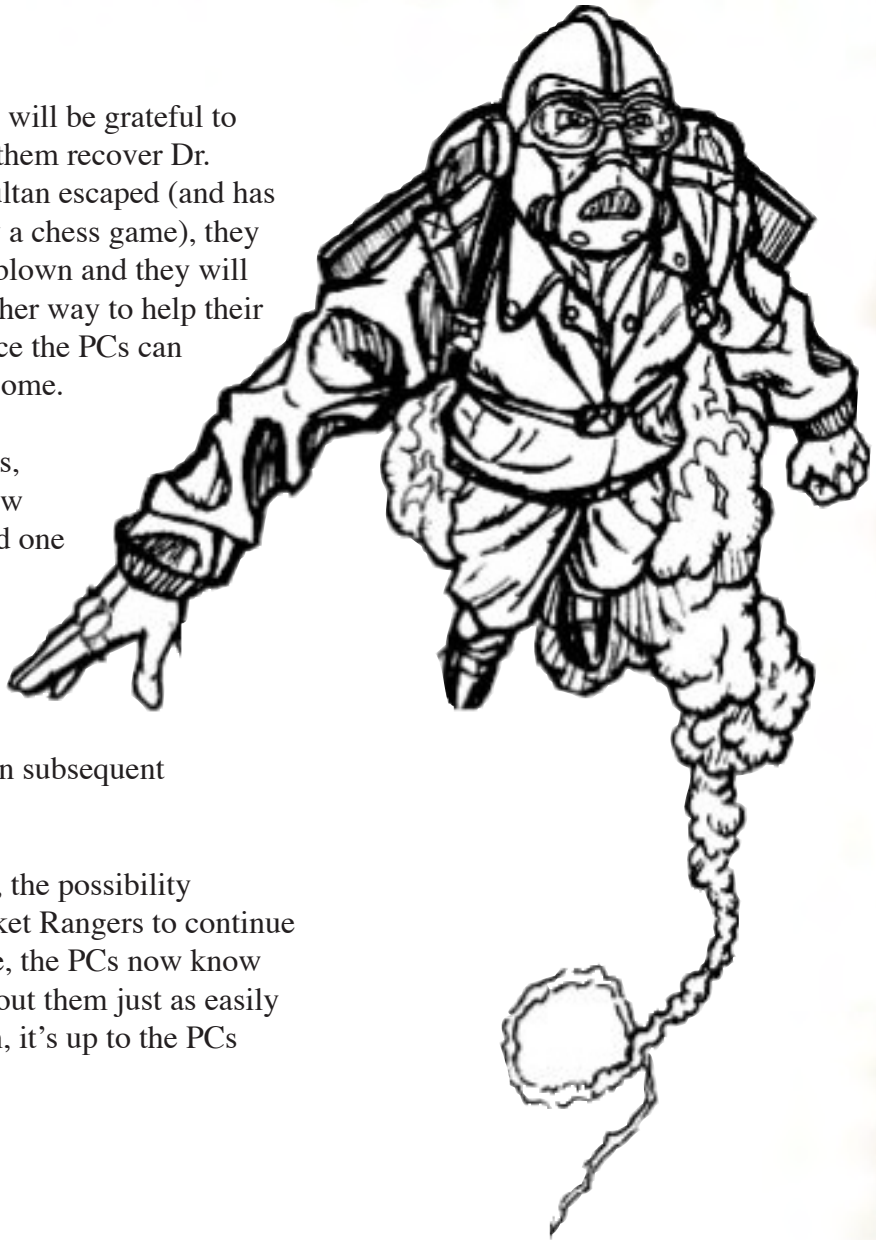 will be grateful to
them recover Dr.
ultan escaped (and has
a chess game), they
blown and they will
her way to help their
ce the PCs can
ome.
s,
w
d one
n subsequent
, the possibility
ket Rangers to continue
e, the PCs now know
out them just as easily
, it’s up to the PCs